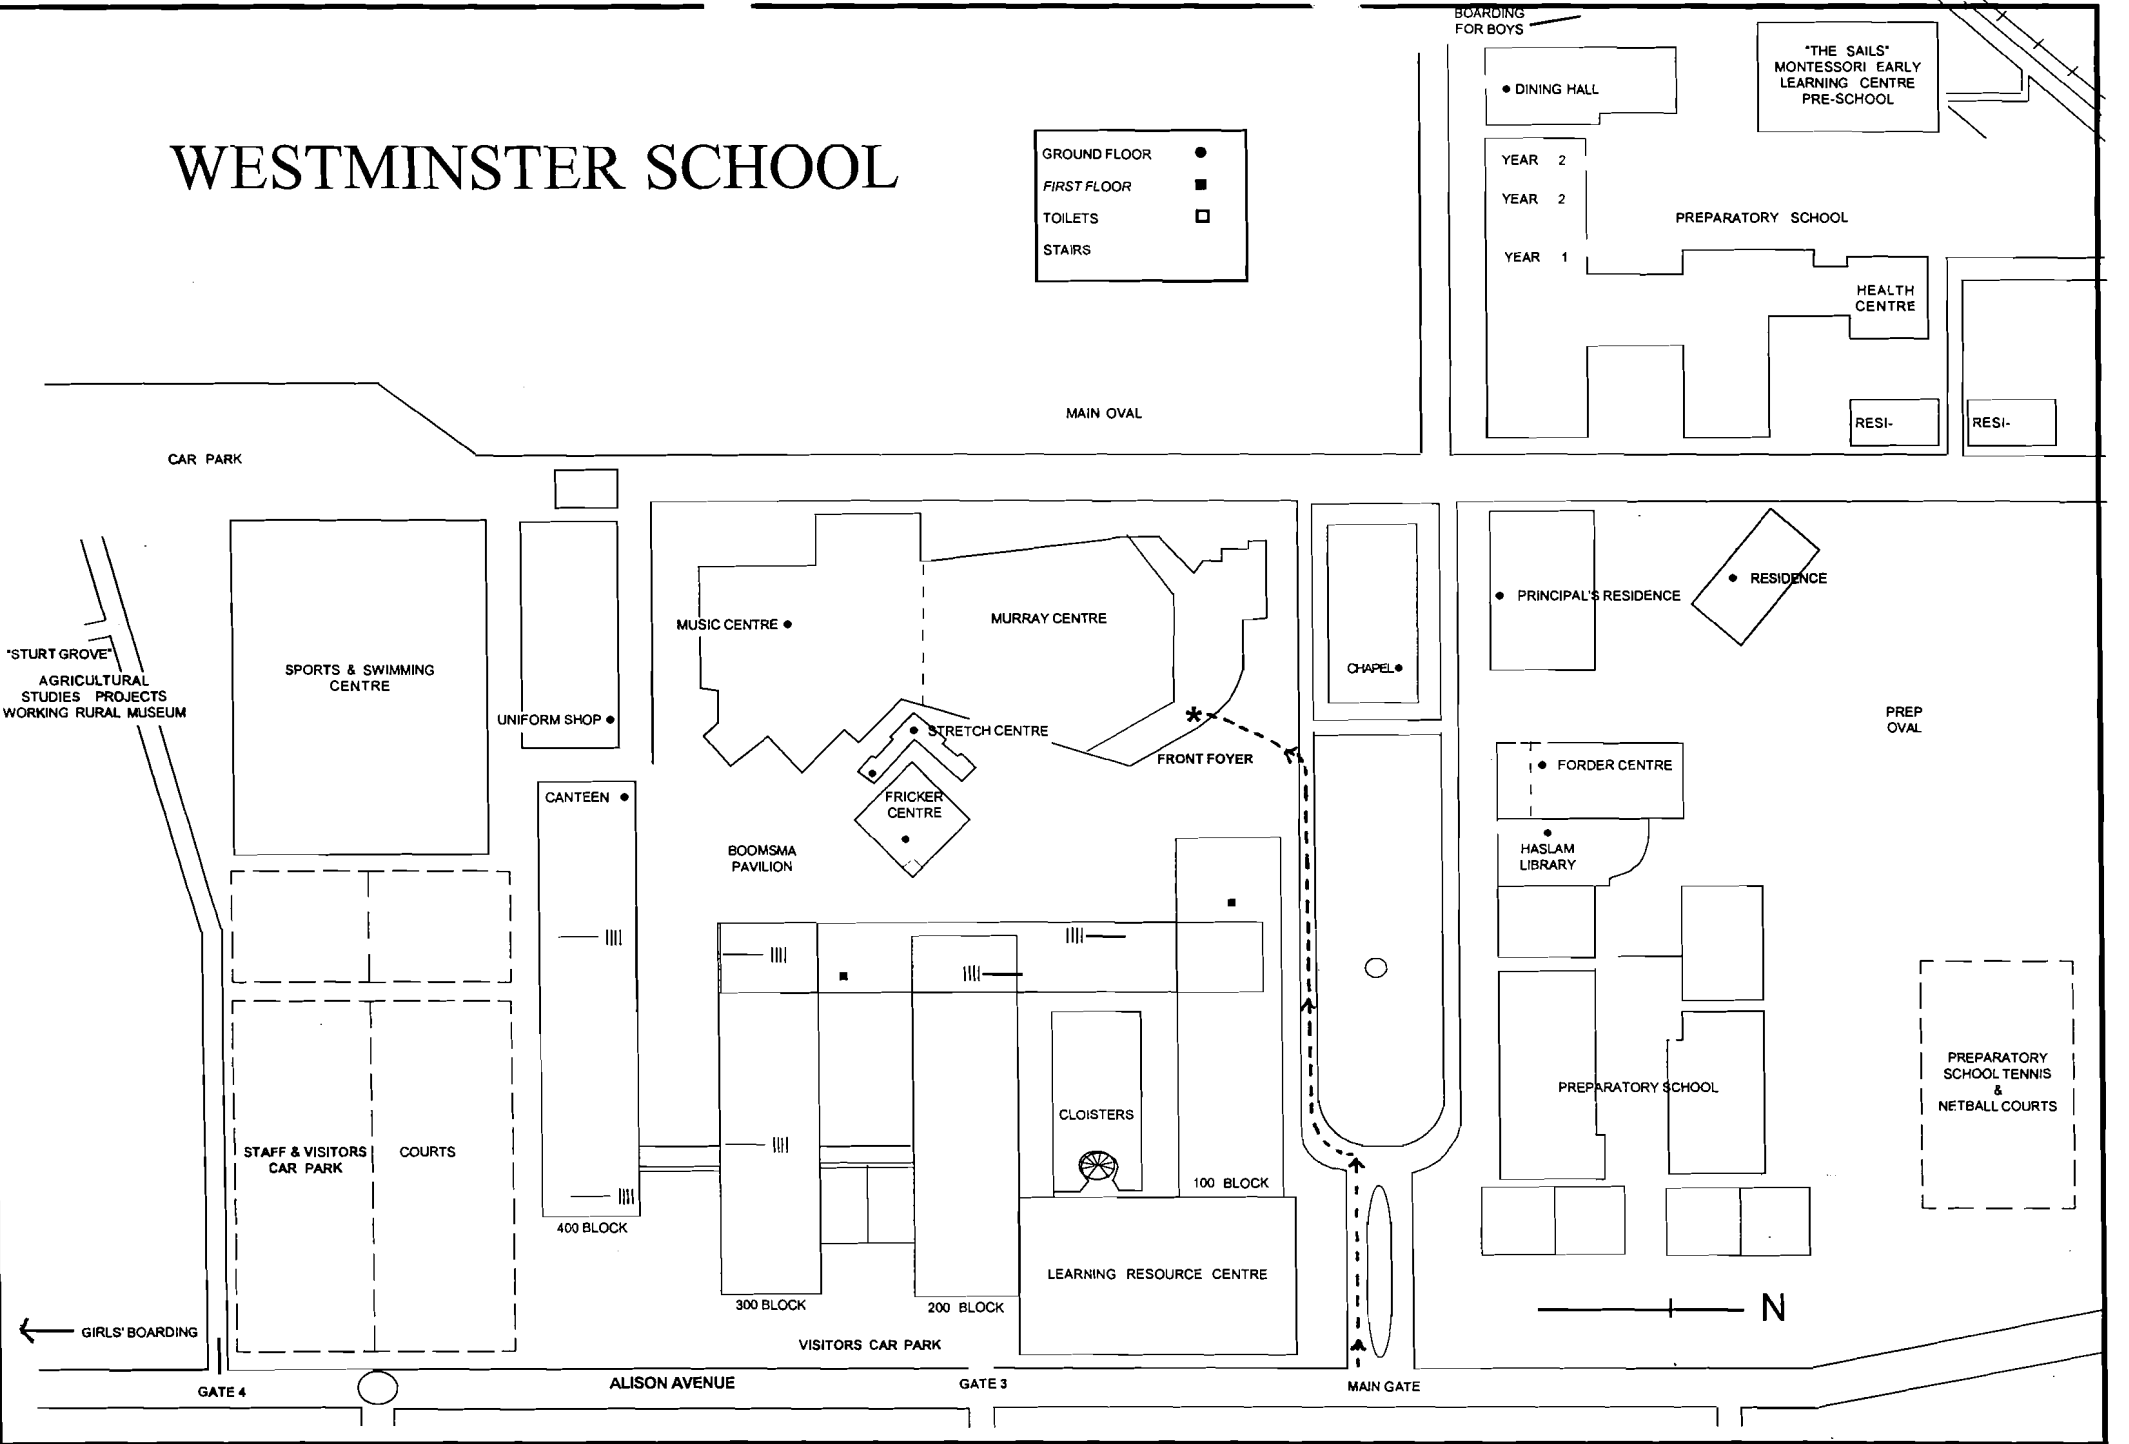 BOARDING
FOR BOYS
"THE SAILS"
MONTESSORI EARLY
LEARNING CENTRE
PRE-SCHOOL
DINING HALL
WESTMINSTER SCHOOL
GROUND FLOOR
FIRST FLOOR
TOILETS
STAIRS
YEAR 2
YEAR 2
YEAR 1
PREPARATORY SCHOOL
HEALTH
CENTRE
RESI-
RESI-
MAIN OVAL
CAR PARK
PRINCIPAL'S RESIDENCE
RESIDENCE
MUSIC CENTRE
MURRAY CENTRE
CHAPEL
"STURT GROVE"
AGRICULTURAL
STUDIES PROJECTS
WORKING RURAL MUSEUM
SPORTS & SWIMMING
CENTRE
UNIFORM SHOP
STRETCH CENTRE
FRONT FOYER
PREP
OVAL
FORDER CENTRE
CANTEEN
FRICKER
CENTRE
BOOMSMA
PAVILION
HASLAM
LIBRARY
PREPARATORY SCHOOL
PREPARATORY
SCHOOL TENNIS
&
NETBALL COURTS
CLOISTERS
STAFF & VISITORS
CAR PARK
COURTS
100 BLOCK
400 BLOCK
LEARNING RESOURCE CENTRE
300 BLOCK
200 BLOCK
N
GIRLS' BOARDING
VISITORS CAR PARK
GATE 4
ALISON AVENUE
GATE 3
MAIN GATE